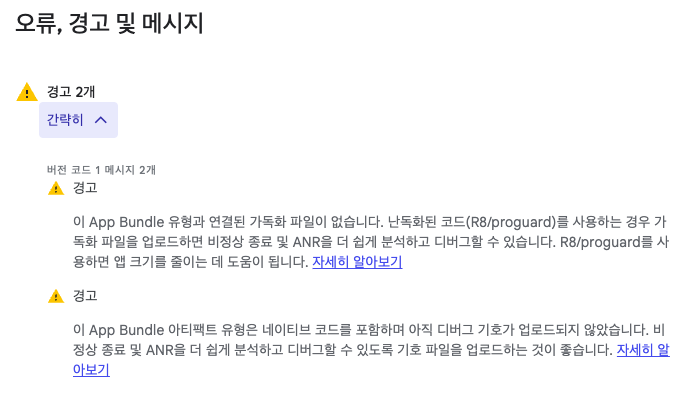 오류, 경고 및 메시지
경고 2개
간략히
버전 코드 1 메시지 2개
경고
이 App Bundle 유형과 연결된 가독화 파일이 없습니다. 난독화된 코드(R8/proguard)를 사용하는 경우 가
독화 파일을 업로드하면 비정상 종료 및 ANR을 더 쉽게 분석하고 디버그할 수 있습니다. R8/proguard를 사
용하면 앱 크기를 줄이는 데 도움이 됩니다. 자세히 알아보기
경고
이 App Bundle 아티팩트 유형은 네이티브 코드를 포함하며 아직 디버그 기호가 업로드되지 않았습니다. 비
정상 종료 및 ANR을 더 쉽게 분석하고 디버그할 수 있도록 기호 파일을 업로드하는 것이 좋습니다. 자세히 알
아보기